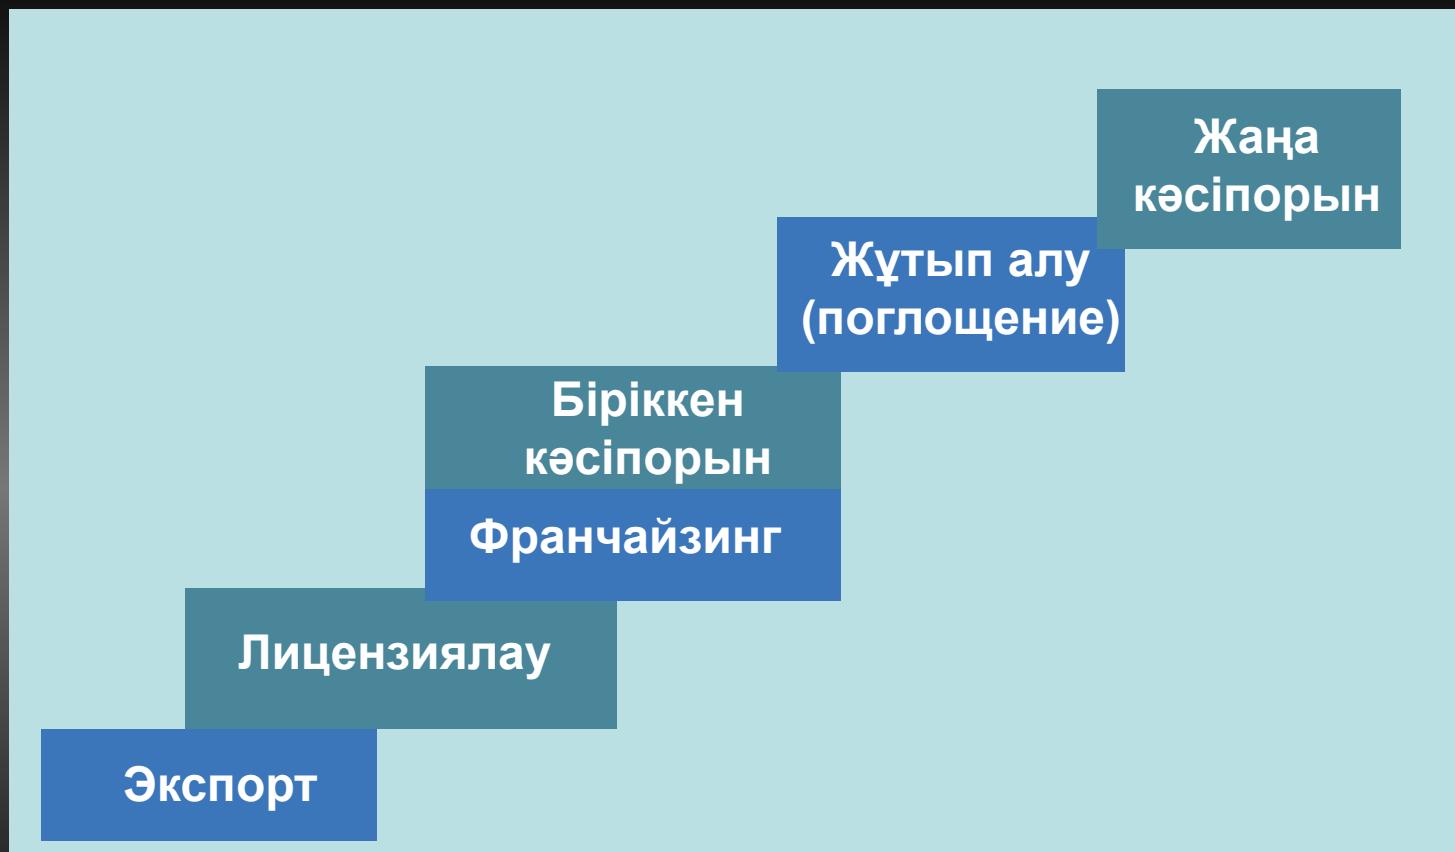 Жаңа
кәсіпорын
Жұтып алу
(поглощение)
Біріккен
кәсіпорын
Франчайзинг
Лицензиялау
Экспорт